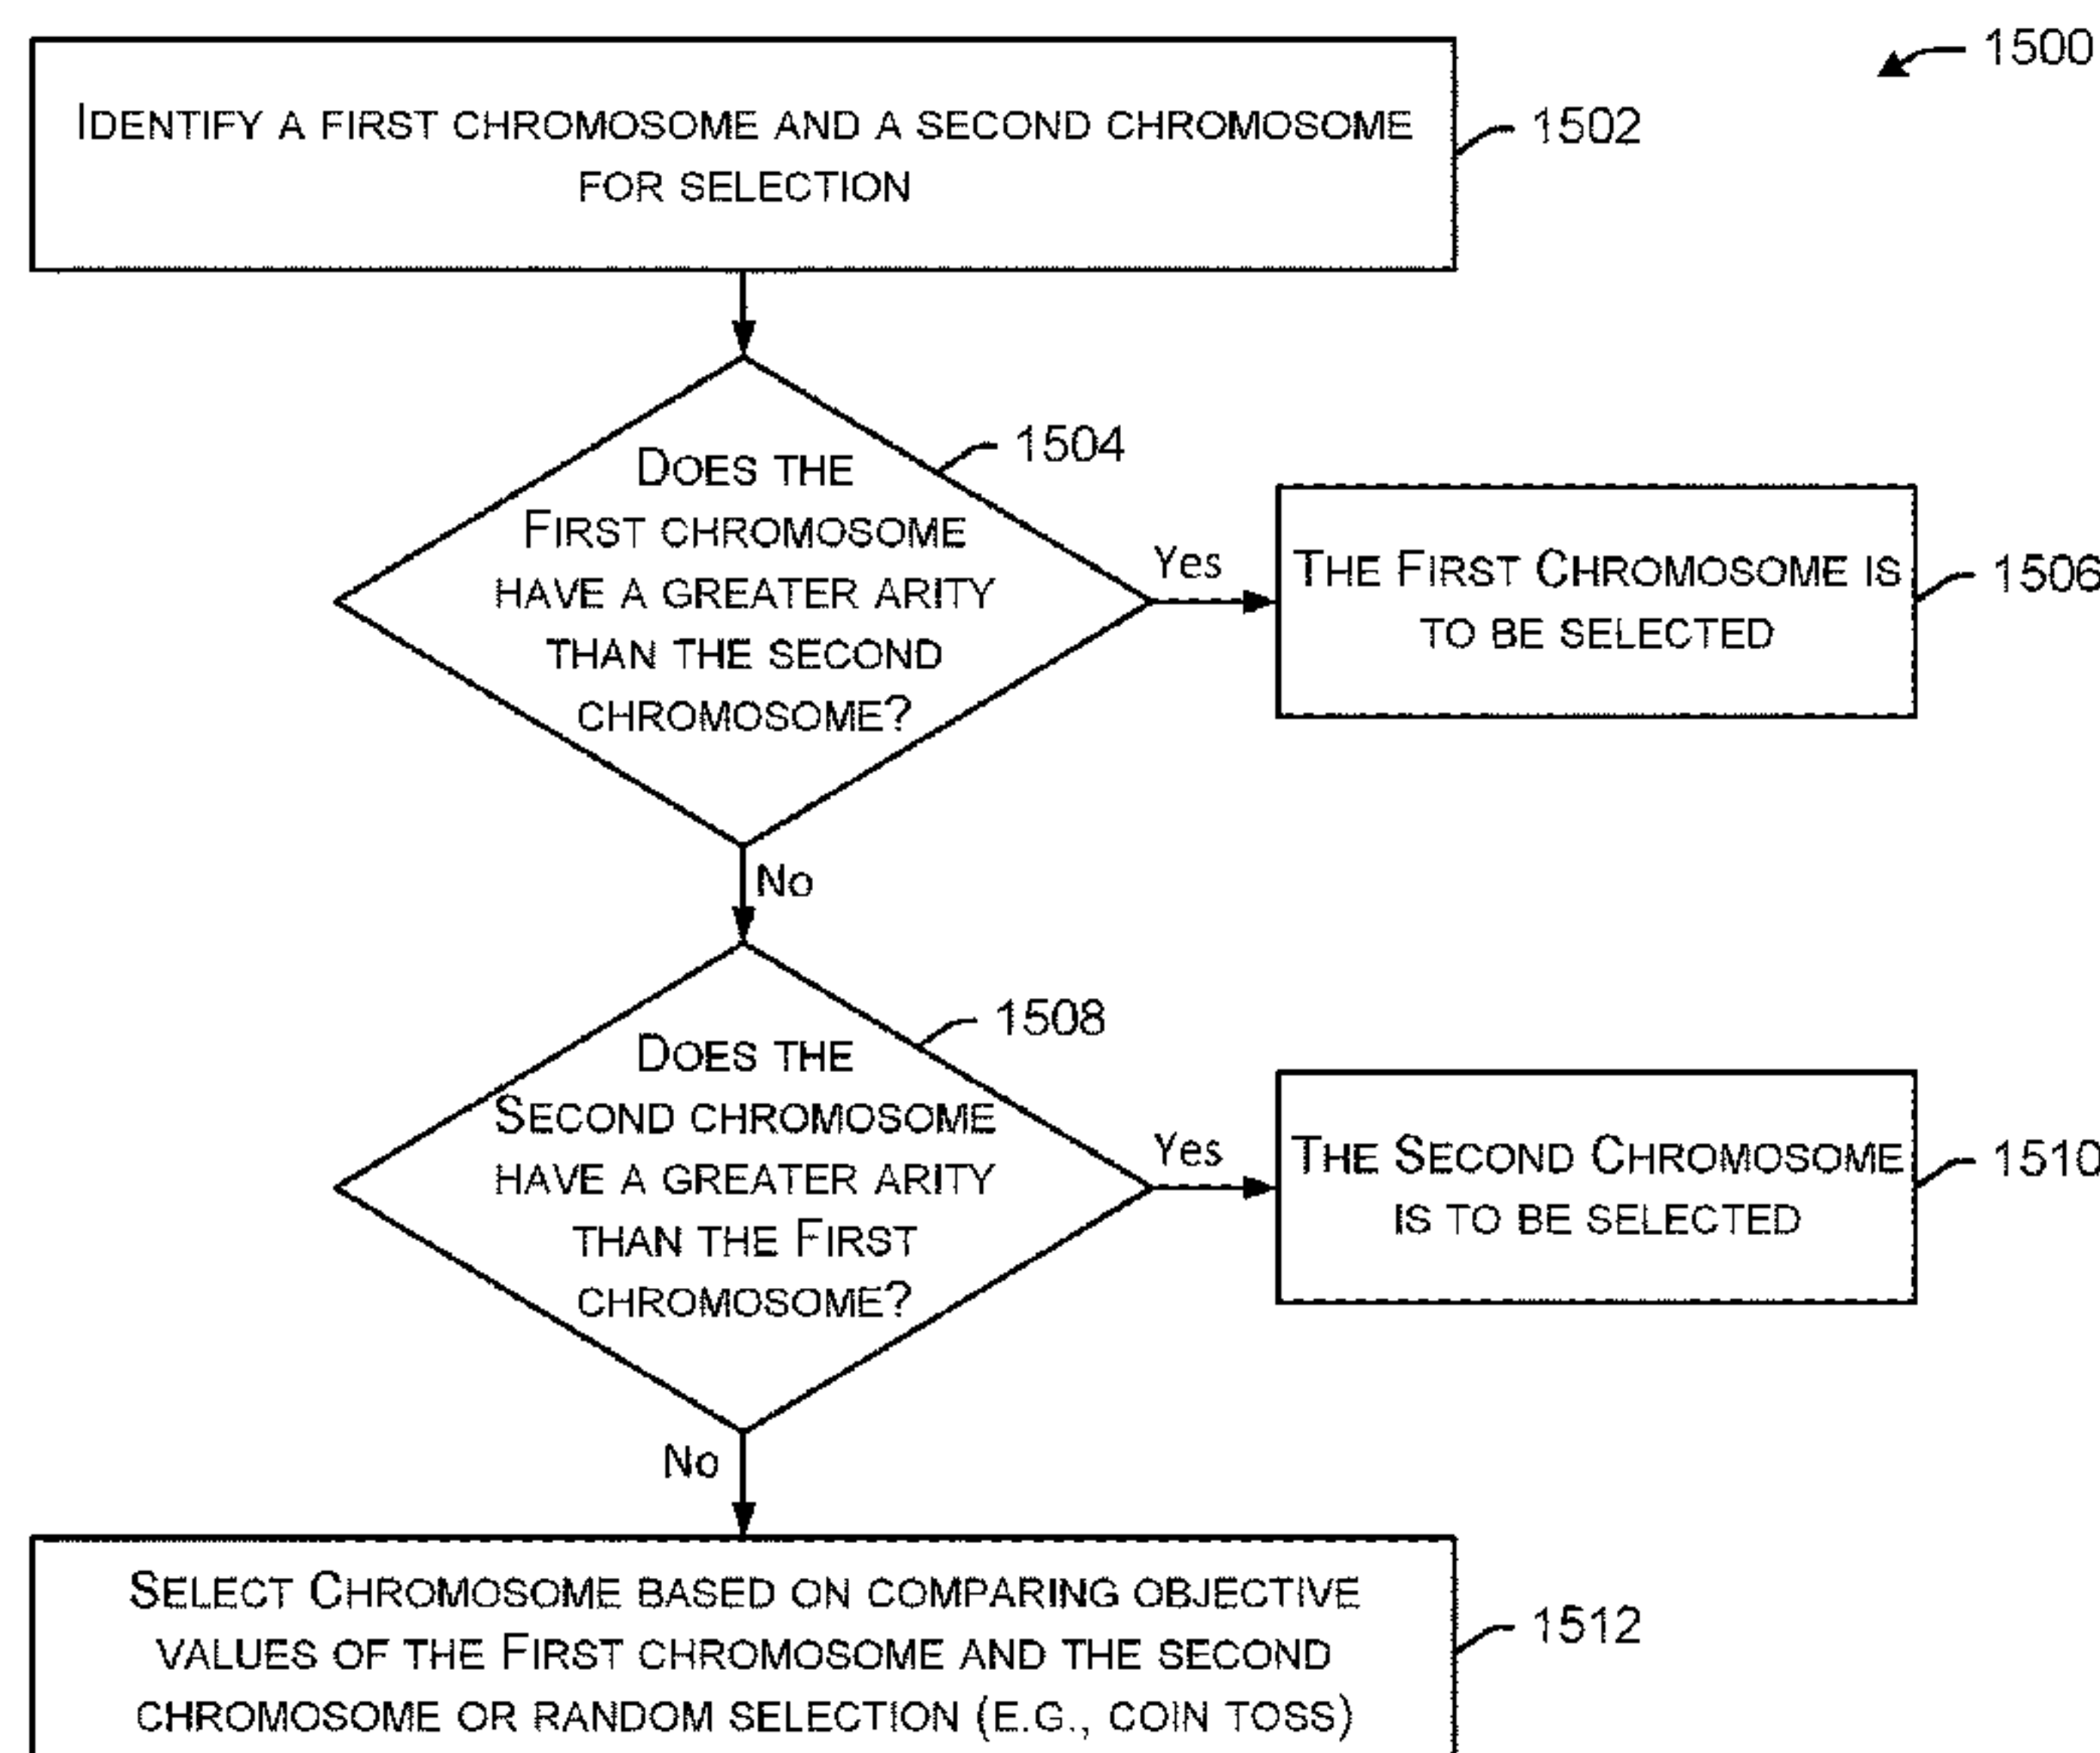 1500
IDENTIFY A FIRST CHROMOSOME AND A SECOND CHROMOSOME
FOR SELECTION
1502
1504
DOES THE
FIRST CHROMOSOME
HAVE A GREATER ARITY
THAN THE SECOND
CHROMOSOME?
Yes
THE FIRST CHROMOSOME IS
TO BE SELECTED
1506
No
1508
DOES THE
SECOND CHROMOSOME
HAVE A GREATER ARITY
THAN THE FIRST
CHROMOSOME?
Yes
THE SECOND CHROMOSOME
IS TO BE SELECTED
1510
No
SELECT CHROMOSOME BASED ON COMPARING OBJECTIVE
VALUES OF THE FIRST CHROMOSOME AND THE SECOND
CHROMOSOME OR RANDOM SELECTION (E.G., COIN TOSS)
1512